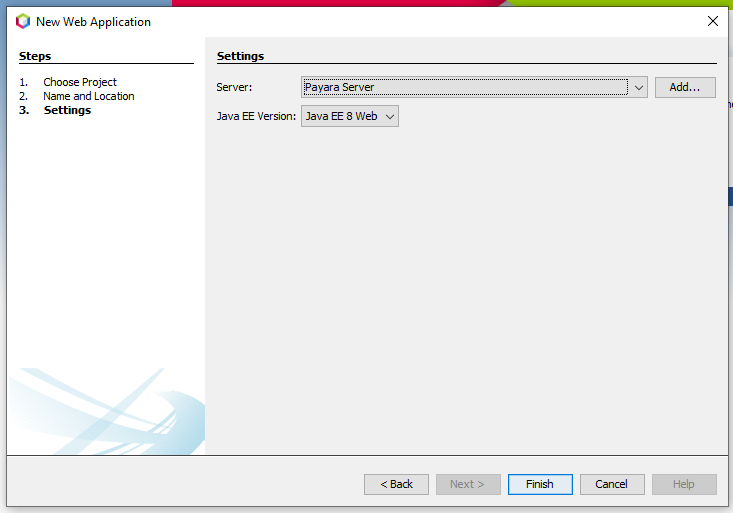 New Web Application
Steps
1. Choose Project
2. Name and Location
3. Settings
Settings
Server: Payara Server Add...
Java EE Version: Java EE 8 Web
< Back Next > Finish Cancel Help